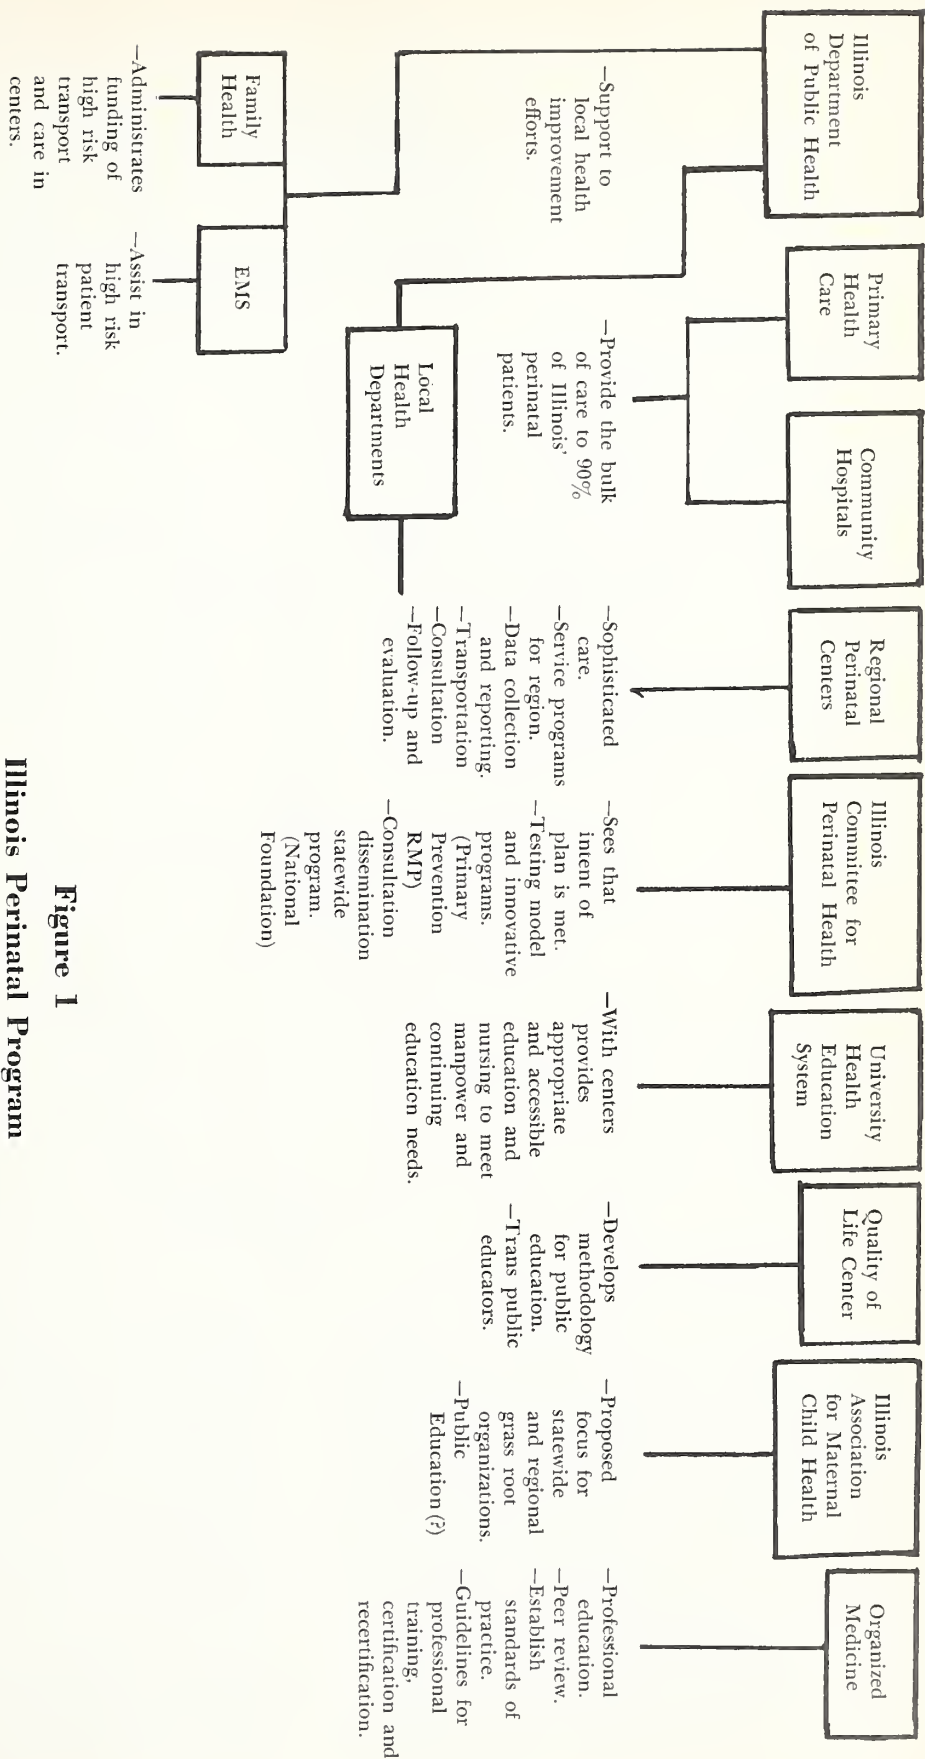 Illinois
Department
of Public Health
Primary
Health
Care
Community
Hospitals
Regional
Perinatal
Centers
Illinois
Committee for
Perinatal Health
University
Health
Education
System
Quality of
Life Center
Illinois
Association
for Maternal
Child Health
Organized
Medicine
—Support to
local health
improvement
efforts.
—Provide the bulk
of care to 90%
of Illinois'
perinatal
patients.
—Sophisticated
care.
—Service programs
for region.
—Data collection
and reporting.
—Transportation
—Consultation
—Follow-up and
evaluation.
—Sees that
intent of
plan is met.
—Testing model
and innovative
programs.
(Primary
Prevention
RMP)
—Consultation
dissemination
statewide
program.
(National
Foundation)
—With centers
provides
appropriate
and accessible
education and
nursing to meet
manpower and
continuing
education needs.
—Develops
methodology
for public
education.
—Trans public
educators.
—Proposed
focus for
statewide
and regional
grass root
organizations.
—Public
Education (?)
—Professional
education.
—Peer review.
—Establish
standards of
practice.
—Guidelines for
professional
training,
certification and
recertification.
Local
Health
Departments
Family
Health
EMS
—Administrates
funding of
high risk
transport
and care in
centers.
—Assist in
high risk
patient
transport.
Figure 1
Illinois Perinatal Program